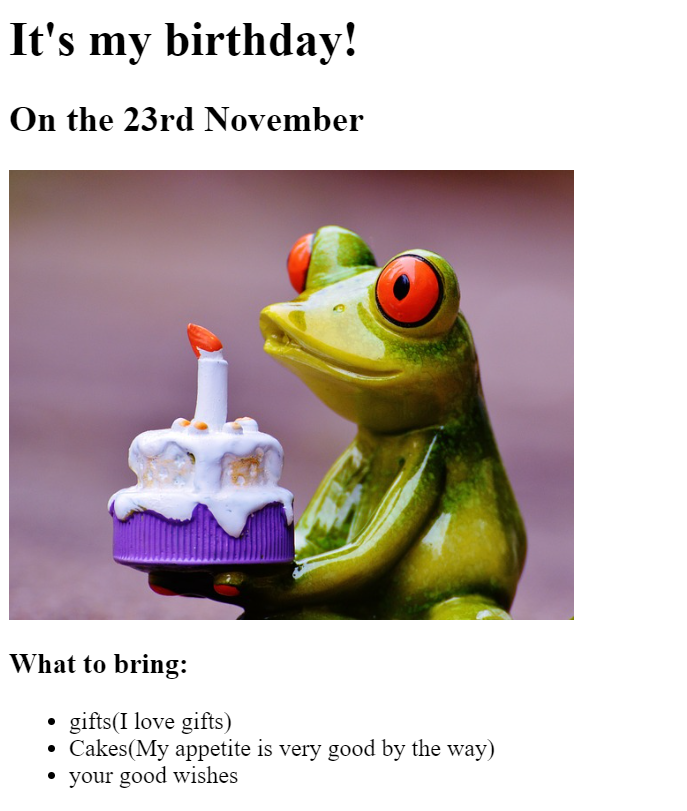 It's my birthday!
On the 23rd November
What to bring:
gifts(I love gifts)
Cakes(My appetite is very good by the way)
your good wishes